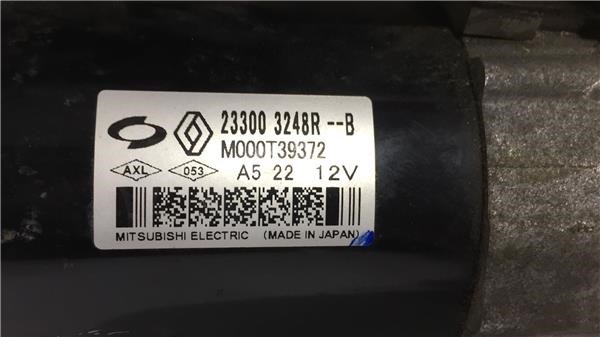 23300 3248R --B
M000T39372
AXL 053 A5 22 12V
MITSUBISHI ELECTRIC (MADE IN JAPAN)